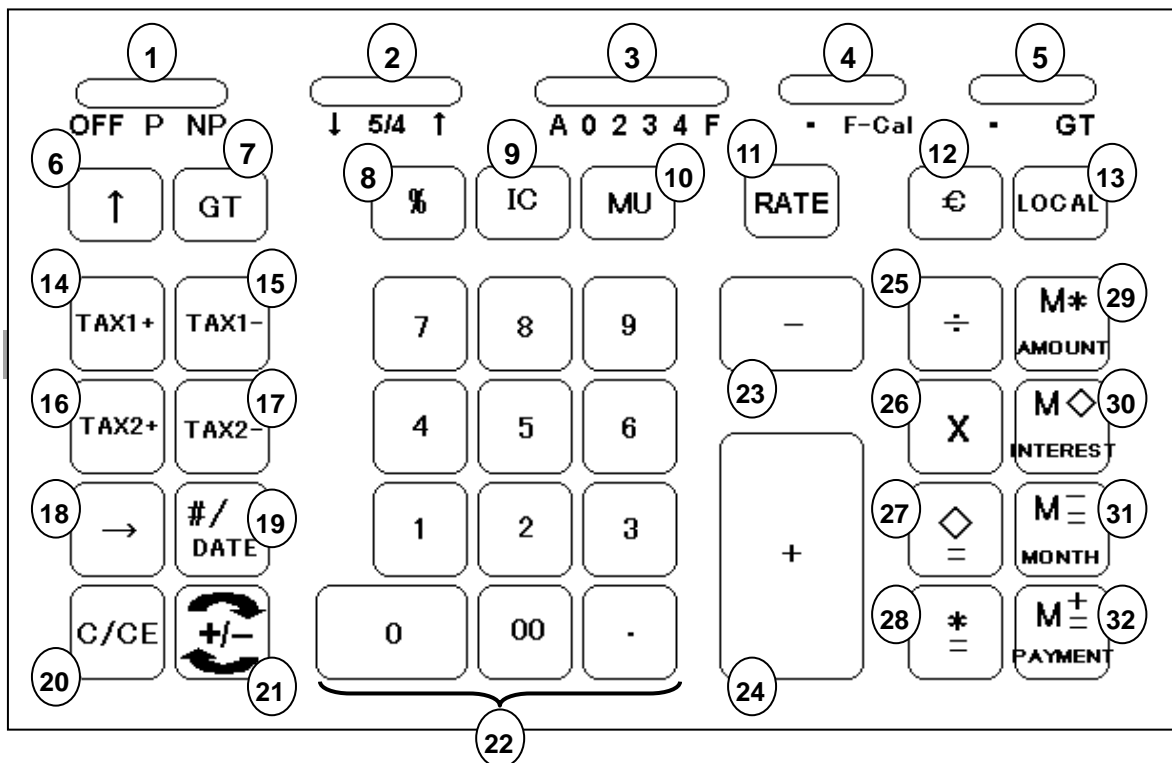 1 2 3 4 5
OFF P NP ↓ 5/4 ↑ A 0 2 3 4 F - F-Cal - GT
6 7 8 9 10 11 12 13
↑ GT % IC MU RATE € LOCAL
14 15 25 29
TAX1+ TAX1- 7 8 9 - ÷ M* AMOUNT
16 17 23 26 30
TAX2+ TAX2- 4 5 6 X M◇ INTEREST
18 19 27 31
→ #/DATE 1 2 3 + ◇= M= MONTH
20 21 24 28 32
C/CE +/- 0 00 . *= M± PAYMENT
22